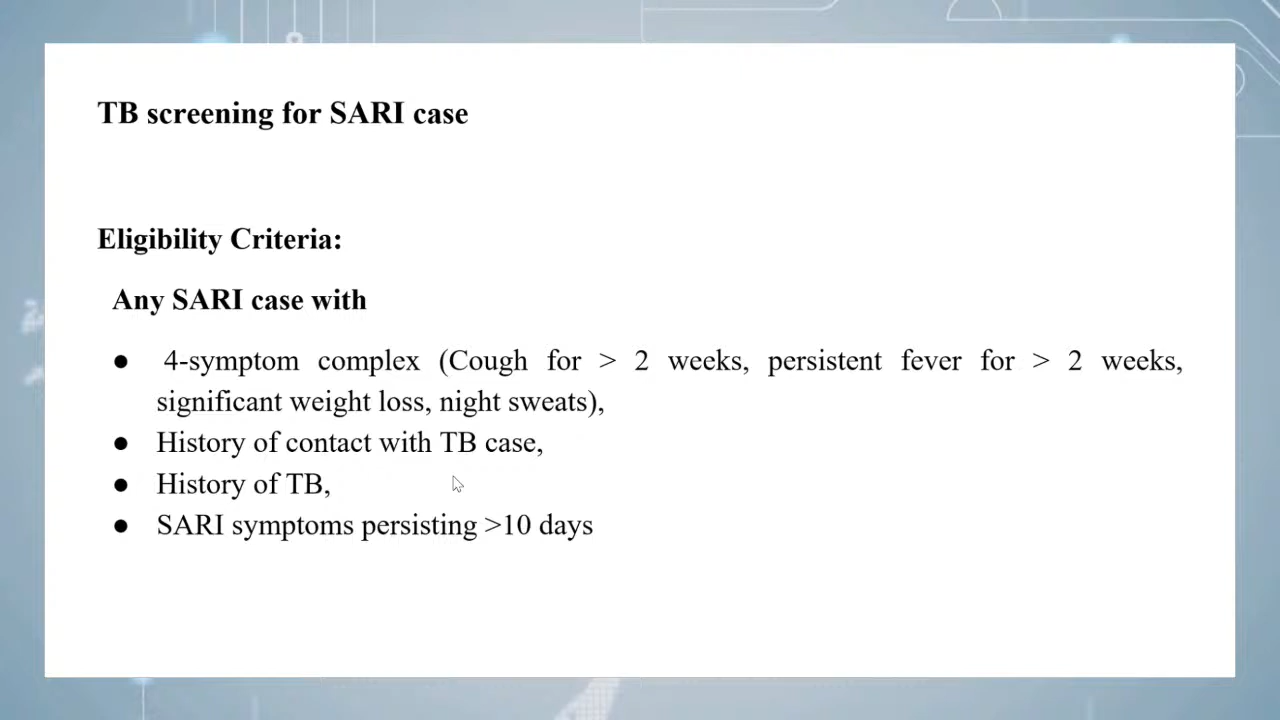 TB screening for SARI case
Eligibility Criteria:
Any SARI case with
● 4-symptom complex (Cough for > 2 weeks, persistent fever for > 2 weeks,
significant weight loss, night sweats),
● History of contact with TB case,
● History of TB,
● SARI symptoms persisting >10 days